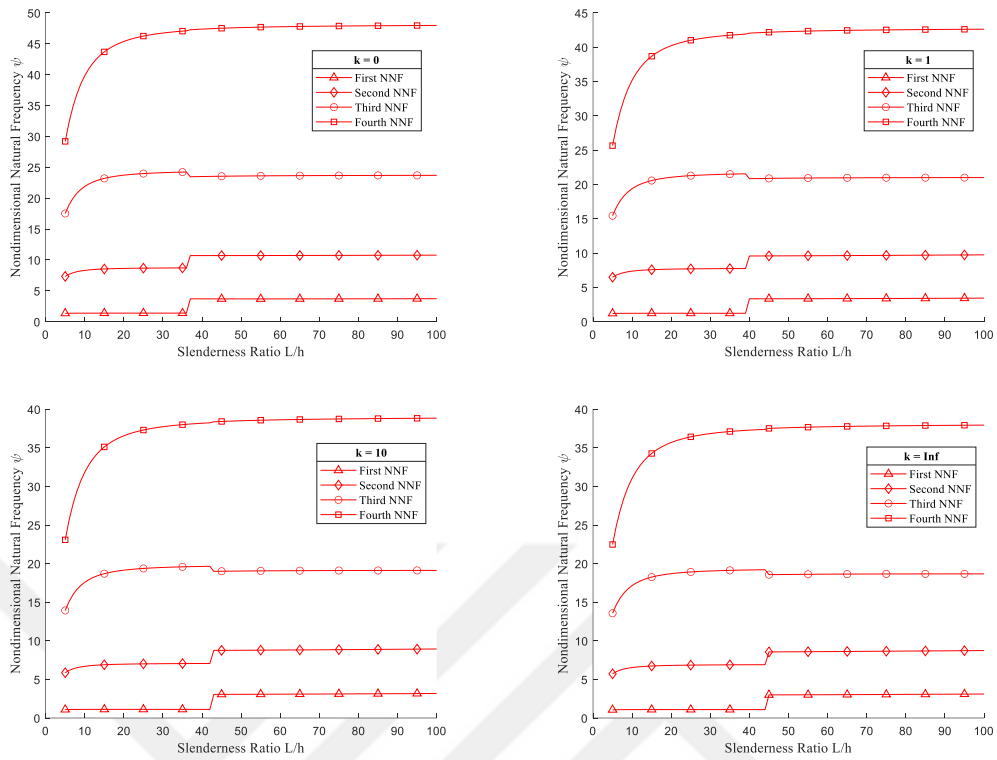 50
45
40
35
30
25
20
15
10
5
0
0 10 20 30 40 50 60 70 80 90 100
Nondimensional Natural Frequency ψ
Slenderness Ratio L/h
k = 0
First NNF
Second NNF
Third NNF
Fourth NNF
45
40
35
30
25
20
15
10
5
0
0 10 20 30 40 50 60 70 80 90 100
Nondimensional Natural Frequency ψ
Slenderness Ratio L/h
k = 1
First NNF
Second NNF
Third NNF
Fourth NNF
40
35
30
25
20
15
10
5
0
0 10 20 30 40 50 60 70 80 90 100
Nondimensional Natural Frequency ψ
Slenderness Ratio L/h
k = 10
First NNF
Second NNF
Third NNF
Fourth NNF
40
35
30
25
20
15
10
5
0
0 10 20 30 40 50 60 70 80 90 100
Nondimensional Natural Frequency ψ
Slenderness Ratio L/h
k = Inf
First NNF
Second NNF
Third NNF
Fourth NNF